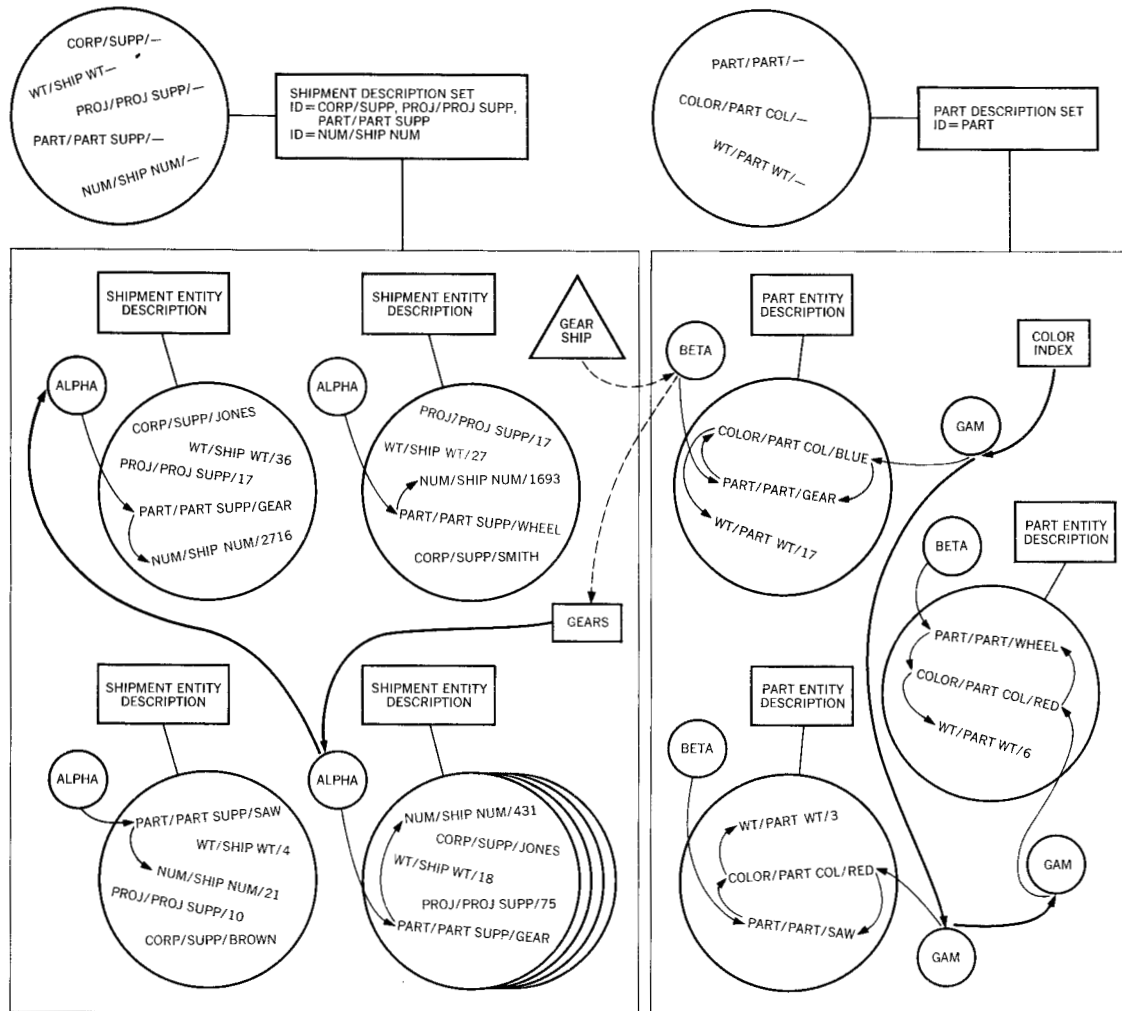 CORP/SUPP/—
WT/SHIP WT—
PROJ/PROJ SUPP/—
PART/PART SUPP/—
NUM/SHIP NUM/—
SHIPMENT DESCRIPTION SET
ID=CORP/SUPP, PROJ/PROJ SUPP,
PART/PART SUPP
ID=NUM/SHIP NUM
PART/PART/—
COLOR/PART COL/—
WT/PART WT/—
PART DESCRIPTION SET
ID=PART
SHIPMENT ENTITY
DESCRIPTION
ALPHA
CORP/SUPP/JONES
WT/SHIP WT/36
PROJ/PROJ SUPP/17
PART/PART SUPP/GEAR
NUM/SHIP NUM/2716
SHIPMENT ENTITY
DESCRIPTION
ALPHA
PROJ/PROJ SUPP/17
WT/SHIP WT/27
NUM/SHIP NUM/1693
PART/PART SUPP/WHEEL
CORP/SUPP/SMITH
GEAR
SHIP
GEARS
SHIPMENT ENTITY
DESCRIPTION
ALPHA
PART/PART SUPP/SAW
WT/SHIP WT/4
NUM/SHIP NUM/21
PROJ/PROJ SUPP/10
CORP/SUPP/BROWN
SHIPMENT ENTITY
DESCRIPTION
ALPHA
NUM/SHIP NUM/431
CORP/SUPP/JONES
WT/SHIP WT/18
PROJ/PROJ SUPP/75
PART/PART SUPP/GEAR
PART ENTITY
DESCRIPTION
BETA
COLOR/PART COL/BLUE
PART/PART/GEAR
WT/PART WT/17
COLOR
INDEX
GAM
PART ENTITY
DESCRIPTION
BETA
PART/PART/WHEEL
COLOR/PART COL/RED
WT/PART WT/6
PART ENTITY
DESCRIPTION
BETA
WT/PART WT/3
COLOR/PART COL/RED
PART/PART/SAW
GAM
GAM